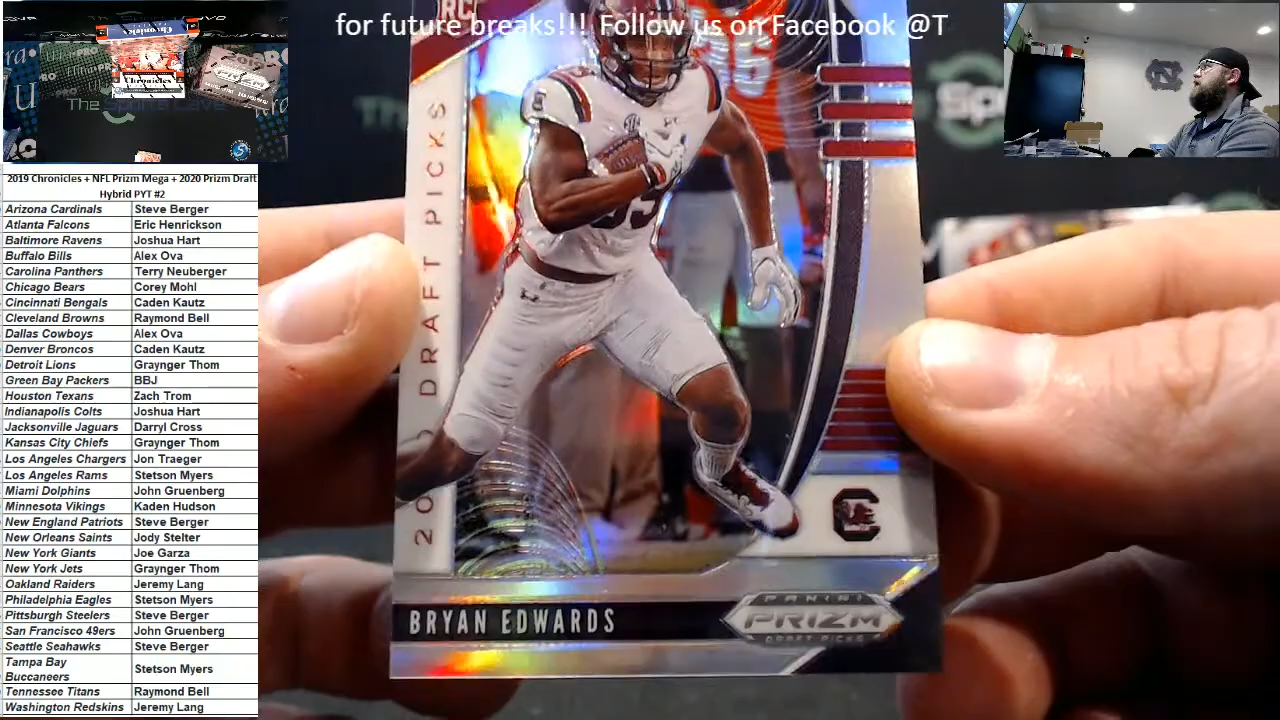 for future breaks!!! Follow us on Facebook @T
Chronicles
2019 Chronicles + NFL Prizm Mega + 2020 Prizm Draft
Hybrid PYT #2
Arizona Cardinals Steve Berger
Atlanta Falcons Eric Henrickson
Baltimore Ravens Joshua Hart
Buffalo Bills Alex Ova
Carolina Panthers Terry Neuberger
Chicago Bears Corey Mohl
Cincinnati Bengals Caden Kautz
Cleveland Browns Raymond Bell
Dallas Cowboys Alex Ova
Denver Broncos Caden Kautz
Detroit Lions Graynger Thom
Green Bay Packers BBJ
Houston Texans Zach Trom
Indianapolis Colts Joshua Hart
Jacksonville Jaguars Darryl Cross
Kansas City Chiefs Graynger Thom
Los Angeles Chargers Jon Traeger
Los Angeles Rams Stetson Myers
Miami Dolphins John Gruenberg
Minnesota Vikings Kaden Hudson
New England Patriots Steve Berger
New Orleans Saints Jody Stelter
New York Giants Joe Garza
New York Jets Graynger Thom
Oakland Raiders Jeremy Lang
Philadelphia Eagles Stetson Myers
Pittsburgh Steelers Steve Berger
San Francisco 49ers John Gruenberg
Seattle Seahawks Steve Berger
Tampa Bay
Buccaneers Stetson Myers
Tennessee Titans Raymond Bell
Washington Redskins Jeremy Lang
RC
DRAFT PICKS
BRYAN EDWARDS
PANINI
PRIZM
DRAFT PICKS